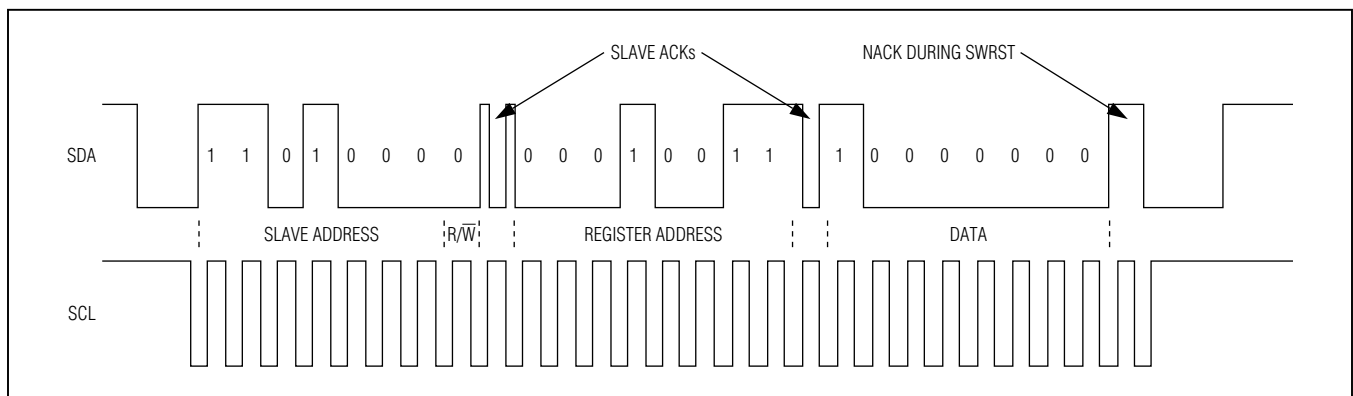 SLAVE ACKs
NACK DURING SWRST
SDA
1 1 0 1 0 0 0 0 0 0 0 1 0 0 1 1 1 0 0 0 0 0 0 0
SLAVE ADDRESS R/W̅ REGISTER ADDRESS DATA
SCL